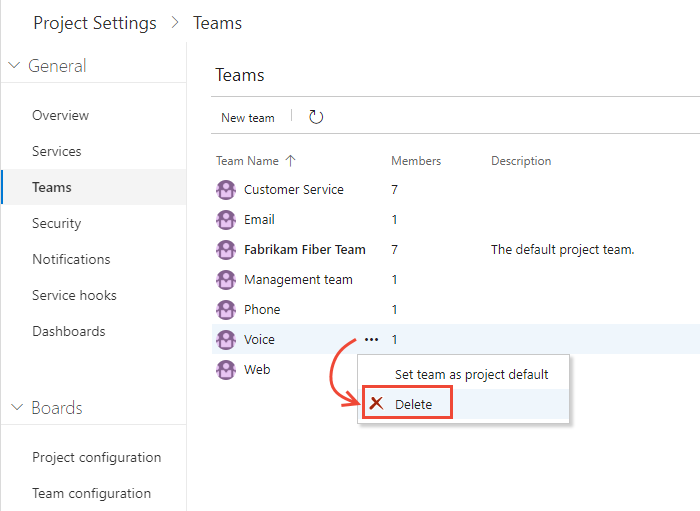 Project Settings > Teams
General
Overview
Services
Teams
Security
Notifications
Service hooks
Dashboards
Boards
Project configuration
Team configuration
Teams
New team
Team Name Members Description
Customer Service 7
Email 1
Fabrikam Fiber Team 7 The default project team.
Management team 1
Phone 1
Voice ··· 1
Web
Set team as project default
Delete